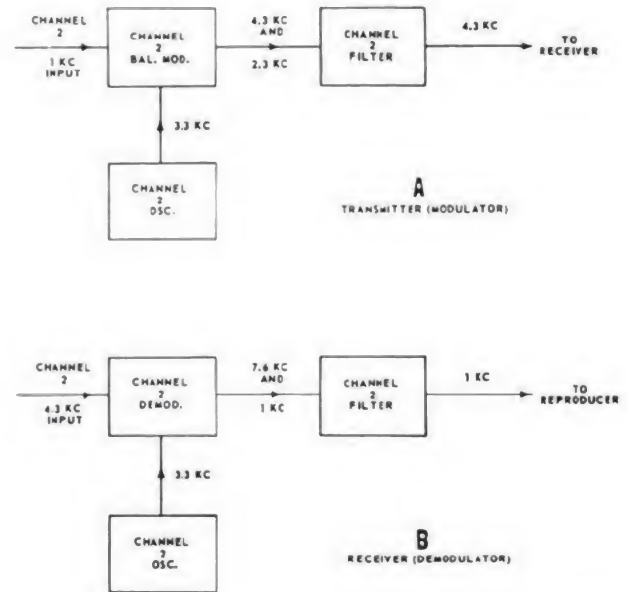 CHANNEL
2
1 KC
INPUT
CHANNEL
2
BAL. MOD.
4.3 KC
AND
2.3 KC
CHANNEL
2
FILTER
4.3 KC
TO
RECEIVER
3.3 KC
CHANNEL
2
OSC.
A
TRANSMITTER (MODULATOR)
CHANNEL
2
4.3 KC
INPUT
CHANNEL
2
DEMOD.
7.6 KC
AND
1 KC
CHANNEL
2
FILTER
1 KC
TO
REPRODUCER
3.3 KC
CHANNEL
2
OSC.
B
RECEIVER (DEMODULATOR)